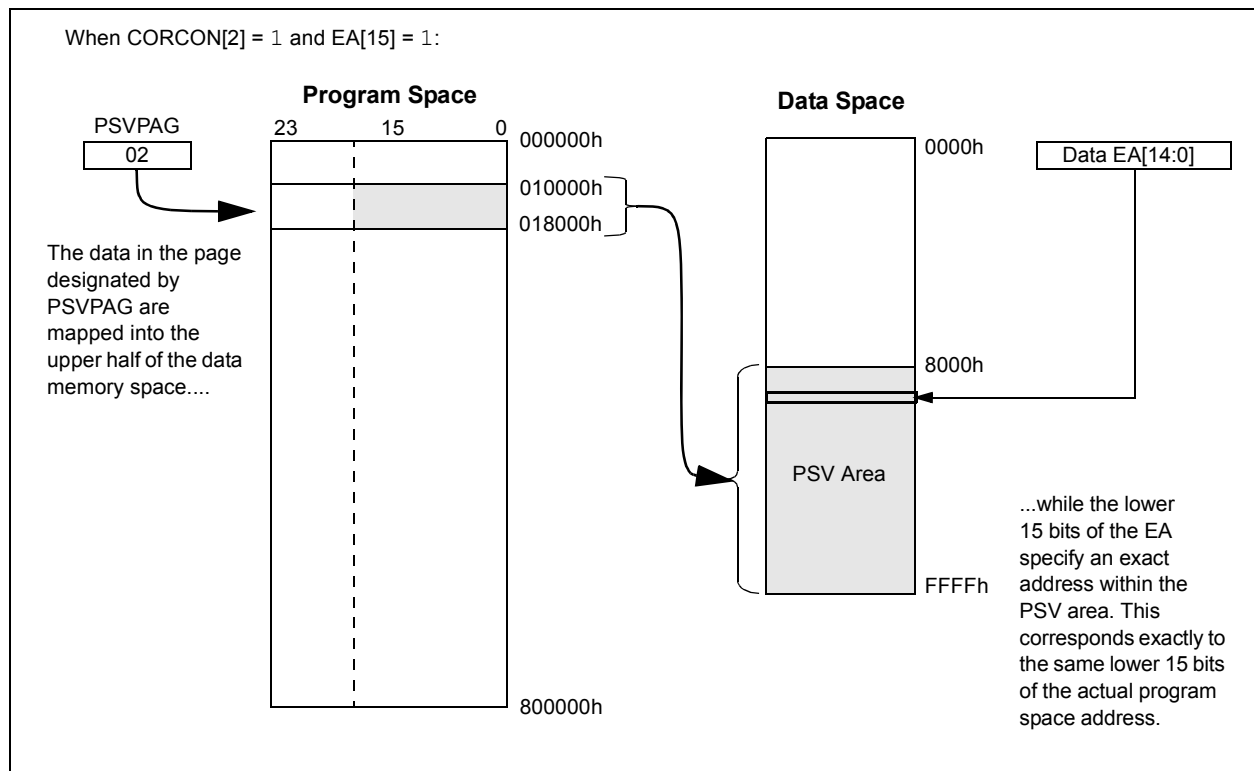 When CORCON[2] = 1 and EA[15] = 1:
Program Space
Data Space
PSVPAG
02
23 15 0
000000h
010000h
018000h
800000h
The data in the page
designated by
PSVPAG are
mapped into the
upper half of the data
memory space....
0000h
8000h
PSV Area
FFFFh
Data EA[14:0]
...while the lower
15 bits of the EA
specify an exact
address within the
PSV area. This
corresponds exactly to
the same lower 15 bits
of the actual program
space address.